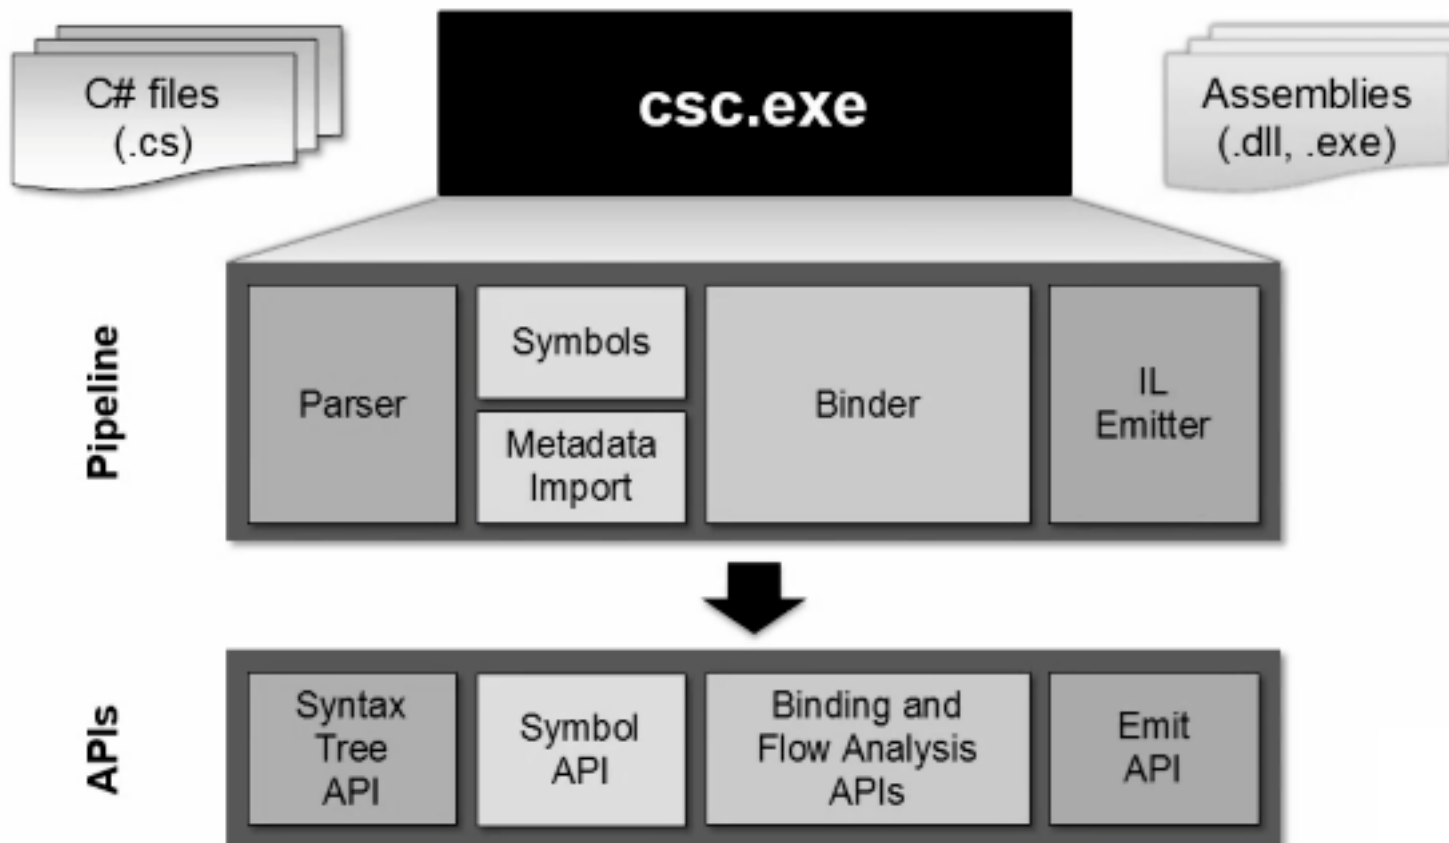 C# files
(.cs)
csc.exe
Assemblies
(.dll, .exe)
Pipeline
Parser
Symbols
Metadata
Import
Binder
IL
Emitter
APIs
Syntax
Tree
API
Symbol
API
Binding and
Flow Analysis
APIs
Emit
API